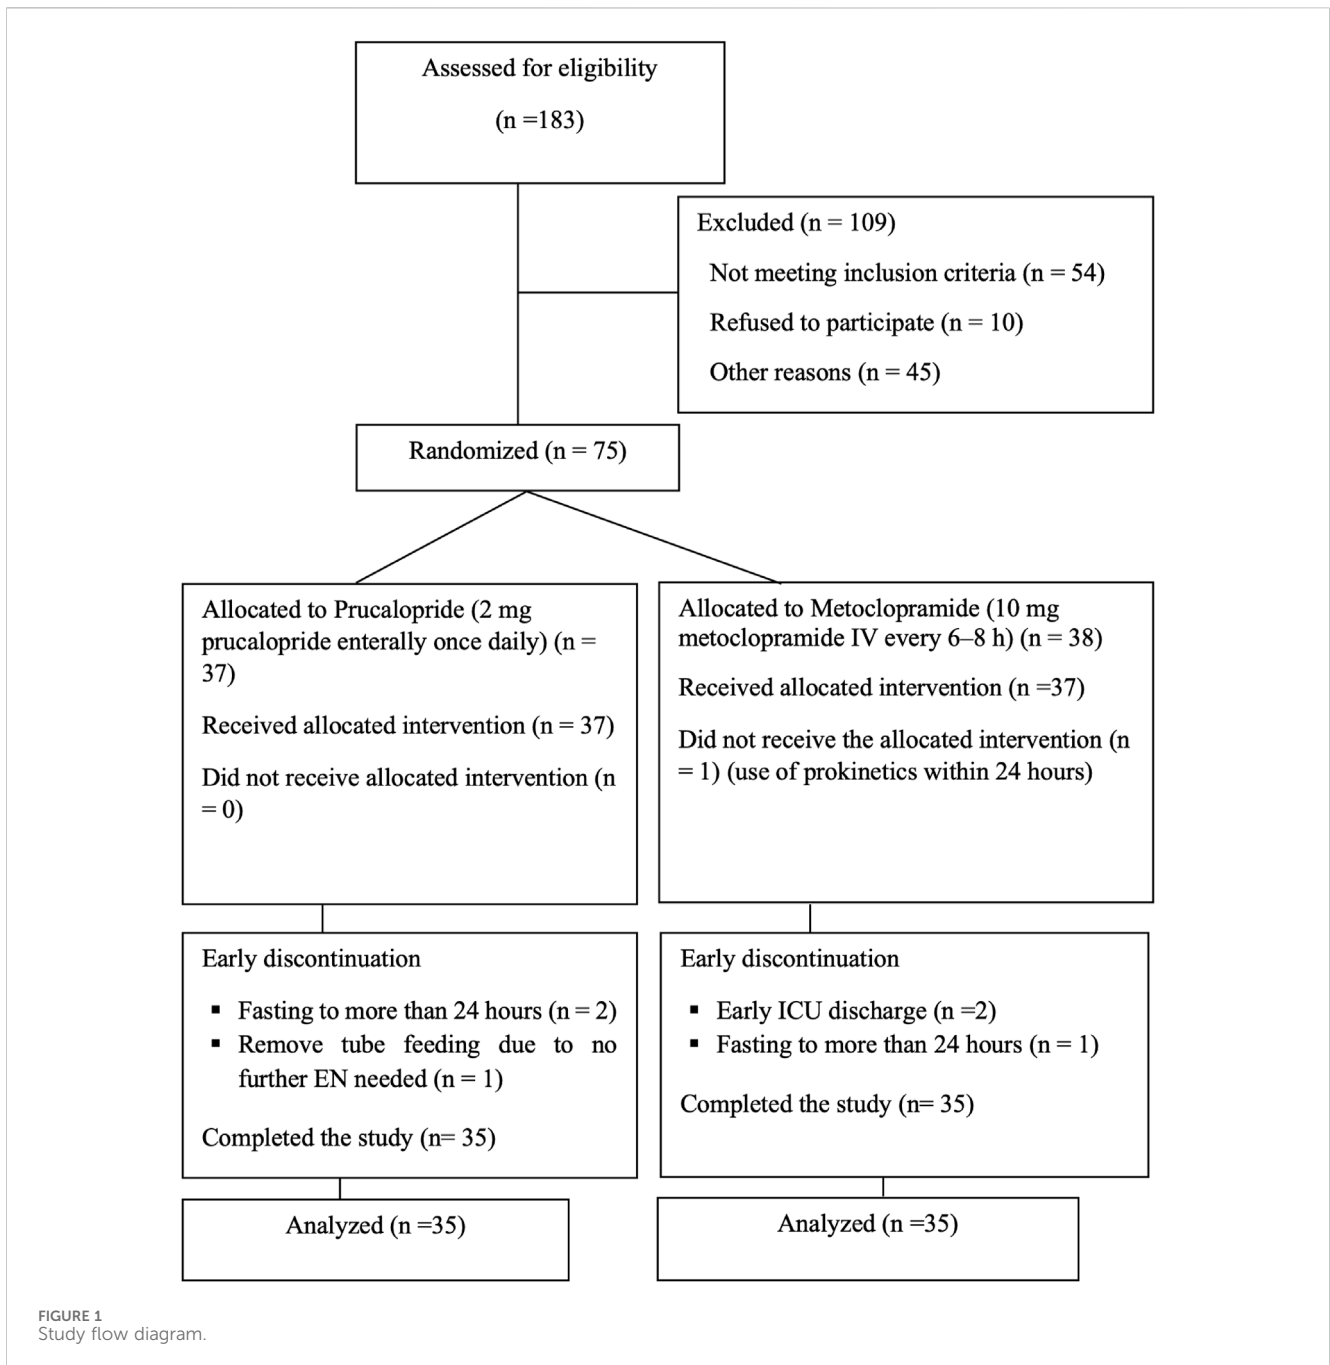 Assessed for eligibility
(n =183)
Excluded (n = 109)
Not meeting inclusion criteria (n = 54)
Refused to participate (n = 10)
Other reasons (n = 45)
Randomized (n = 75)
Allocated to Prucalopride (2 mg
prucalopride enterally once daily) (n =
37)
Received allocated intervention (n = 37)
Did not receive allocated intervention (n
= 0)
Allocated to Metoclopramide (10 mg
metoclopramide IV every 6–8 h) (n = 38)
Received allocated intervention (n =37)
Did not receive the allocated intervention (n
= 1) (use of prokinetics within 24 hours)
Early discontinuation
▪ Fasting to more than 24 hours (n = 2)
▪ Remove tube feeding due to no
further EN needed (n = 1)
Completed the study (n= 35)
Early discontinuation
▪ Early ICU discharge (n =2)
▪ Fasting to more than 24 hours (n = 1)
Completed the study (n= 35)
Analyzed (n =35)
Analyzed (n =35)
FIGURE 1
Study flow diagram.